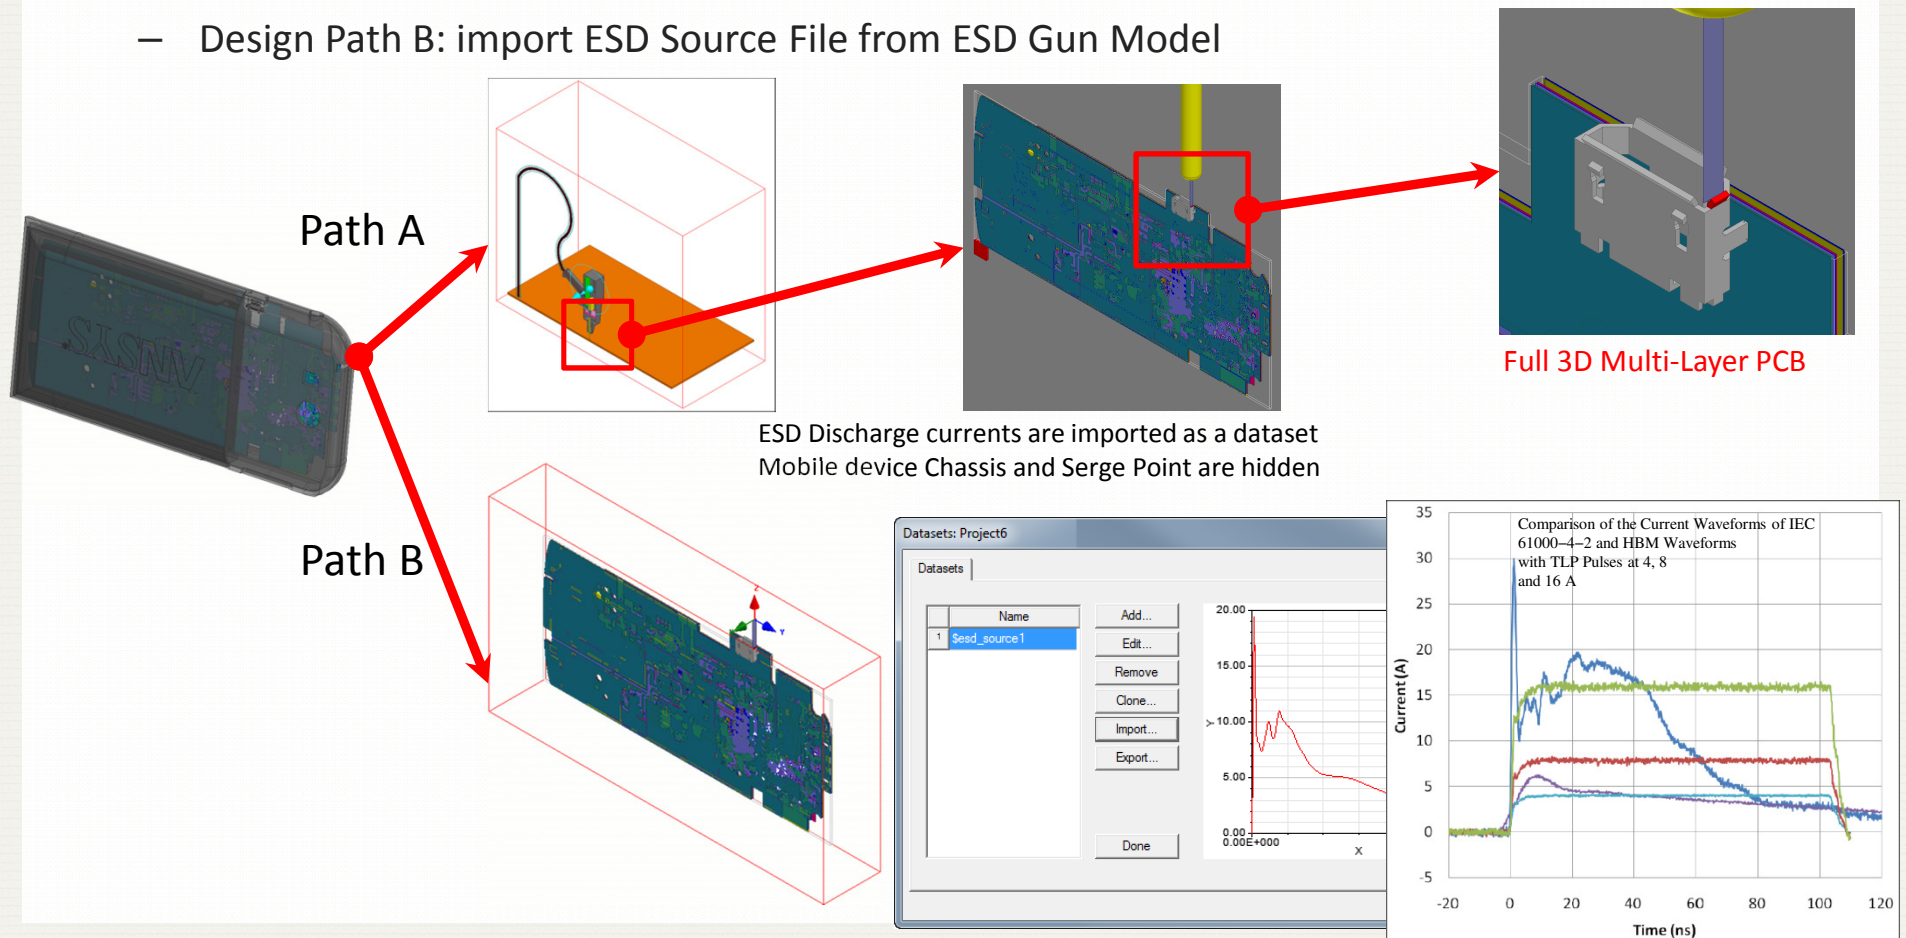 – Design Path B: import ESD Source File from ESD Gun Model
Path A
ANSYS
Full 3D Multi-Layer PCB
ESD Discharge currents are imported as a dataset
Mobile device Chassis and Serge Point are hidden
Path B
Z
Y
Datasets: Project6
Datasets
Name
1 $esd_source1
Add...
Edit...
Remove
Clone...
Import...
Export...
Done
20.00
15.00
10.00
5.00
0.00
0.00E+000
Y
X
Comparison of the Current Waveforms of IEC
61000–4–2 and HBM Waveforms
with TLP Pulses at 4, 8
and 16 A
35
30
25
20
15
10
5
0
-5
Current (A)
-20 0 20 40 60 80 100 120
Time (ns)